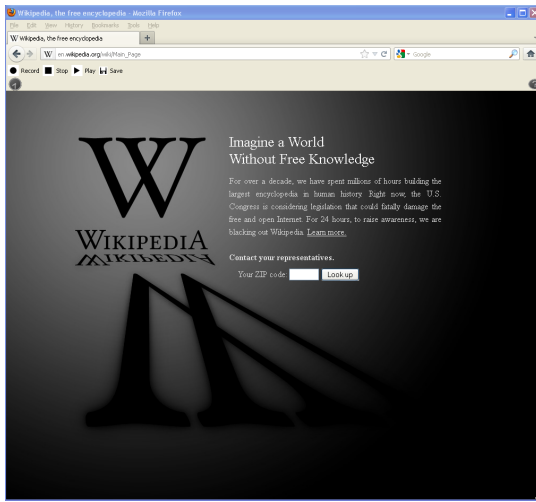 Wikipedia, the free encyclopedia - Mozilla Firefox
File Edit View History Bookmarks Tools Help
W Wikipedia, the free encyclopedia +
W en.wikipedia.org/wiki/Main_Page Google
Record Stop Play Save
W
WIKIPEDIA
Imagine a World
Without Free Knowledge
For over a decade, we have spent millions of hours building the
largest encyclopedia in human history. Right now, the U.S.
Congress is considering legislation that could fatally damage the
free and open Internet. For 24 hours, to raise awareness, we are
blacking out Wikipedia. Learn more.
Contact your representatives.
Your ZIP code: Look up